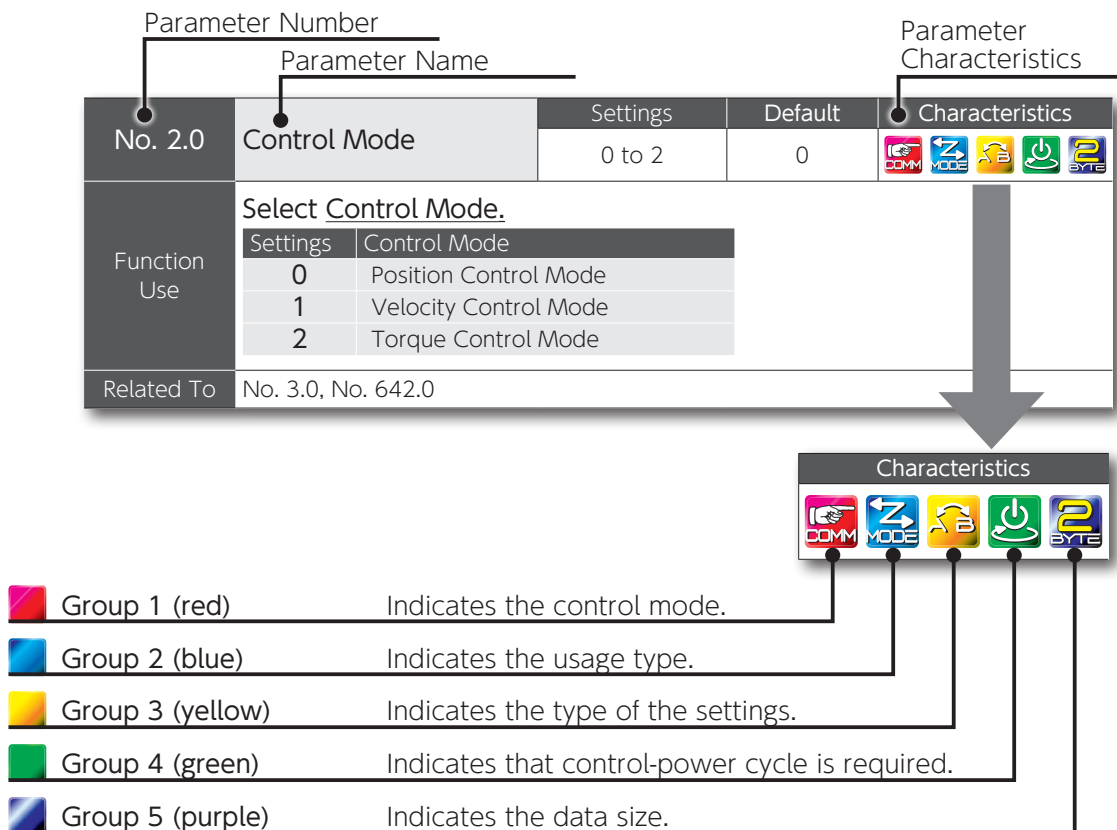 Parameter Number
Parameter Name
Parameter
Characteristics
No. 2.0
Control Mode
Settings
Default
Characteristics
0 to 2
0
COMM
MODE
B
2
BYTE
Function
Use
Select Control Mode.
Settings
Control Mode
0
Position Control Mode
1
Velocity Control Mode
2
Torque Control Mode
Related To
No. 3.0, No. 642.0
Characteristics
COMM
MODE
B
2
BYTE
Group 1 (red)
Indicates the control mode.
Group 2 (blue)
Indicates the usage type.
Group 3 (yellow)
Indicates the type of the settings.
Group 4 (green)
Indicates that control-power cycle is required.
Group 5 (purple)
Indicates the data size.